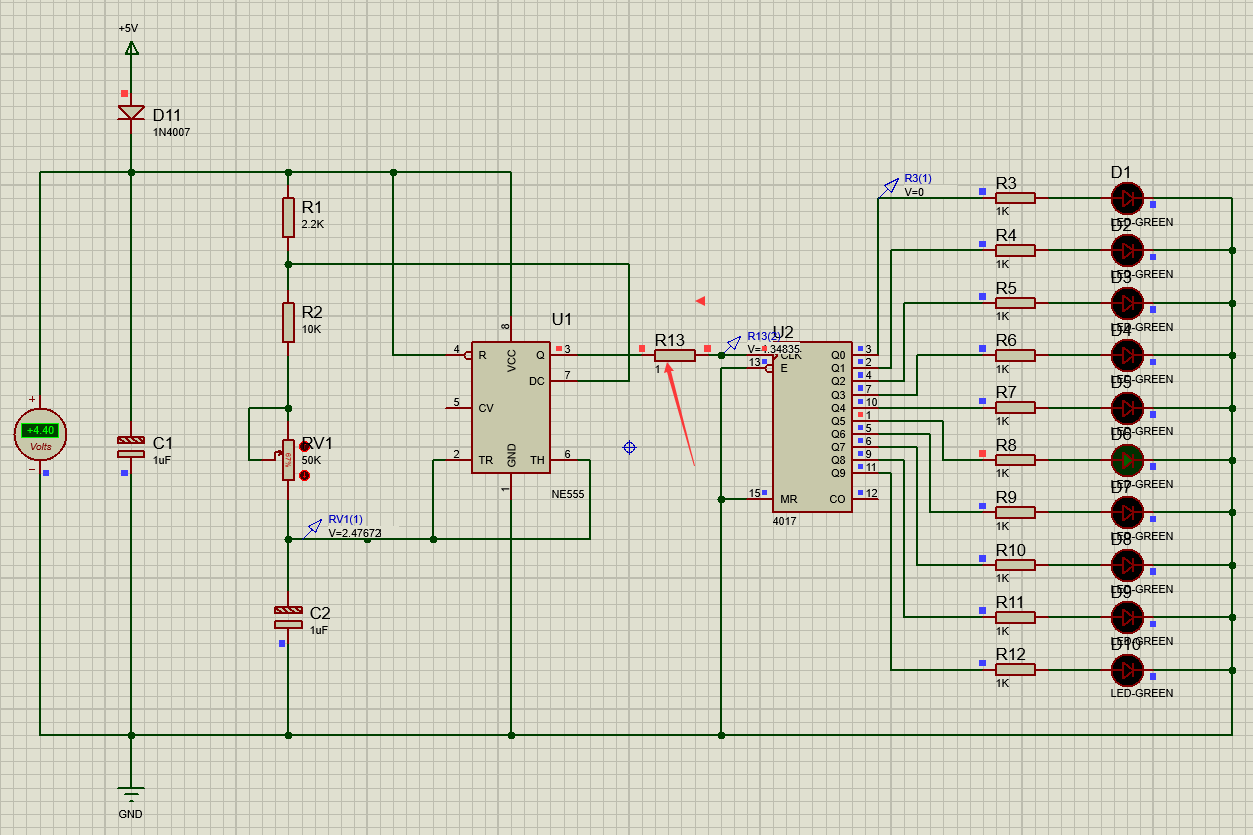 +5V
D11
1N4007
R1
2.2K
R2
10K
RV1
50K
67%
+
+4.40
Volts
−
C1
1uF
C2
1uF
RV1(1)
V=2.47672
GND
U1
NE555
4
R
8
VCC
Q
3
DC
7
5
CV
2
TR
GND
1
TH
6
R13
1
R13(2)
U2
4017
CLK
13
E
15
MR
Q0
3
Q1
2
Q2
4
Q3
7
Q4
10
Q5
1
Q6
5
Q7
6
Q8
9
Q9
11
CO
12
R3(1)
V=0
R3
1K
D1
LED-GREEN
R4
1K
D2
LED-GREEN
R5
1K
D3
LED-GREEN
R6
1K
D4
LED-GREEN
R7
1K
D5
LED-GREEN
R8
1K
D6
LED-GREEN
R9
1K
D7
LED-GREEN
R10
1K
D8
LED-GREEN
R11
1K
D9
LED-GREEN
R12
1K
D10
LED-GREEN